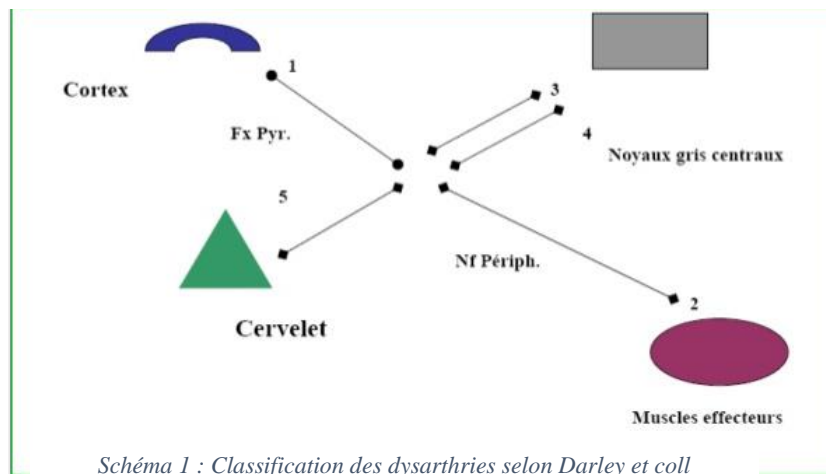 1
Cortex
3
Fx Pyr.
4
Noyaux gris centraux
5
Nf Périph.
2
Cervelet
Muscles effecteurs
Schéma 1 : Classification des dysarthries selon Darley et coll